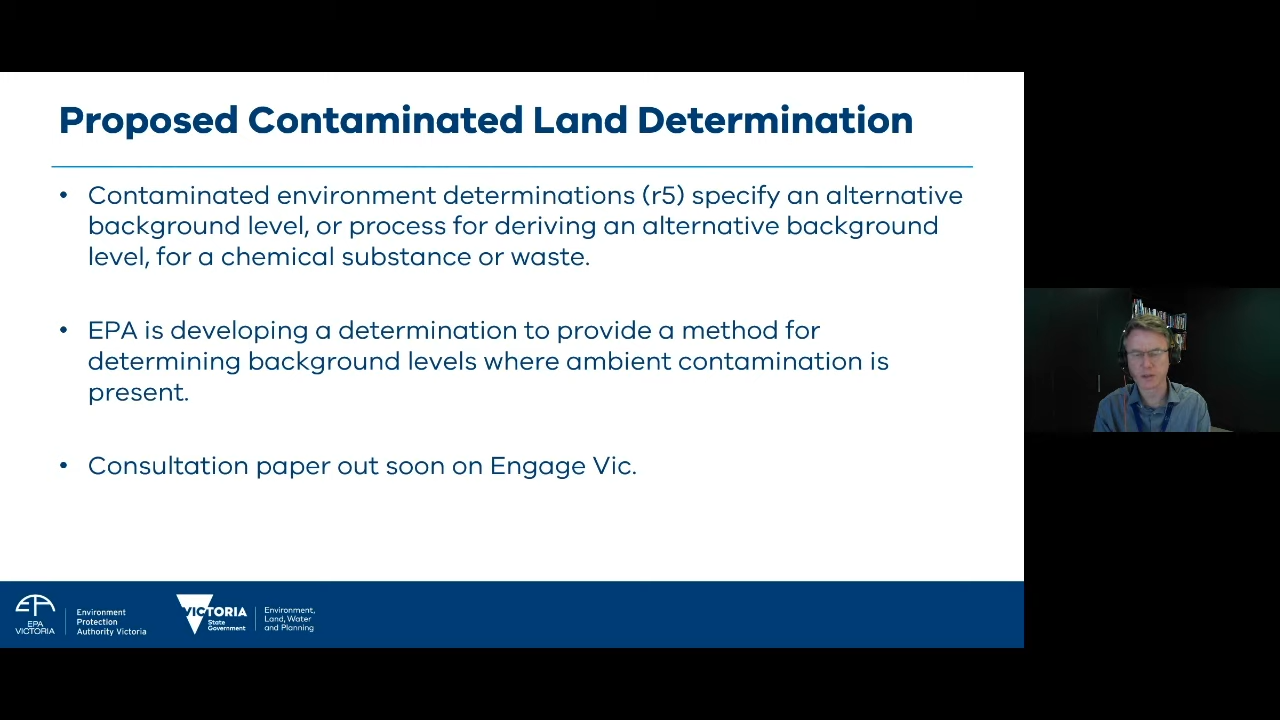 Proposed Contaminated Land Determination
• Contaminated environment determinations (r5) specify an alternative
background level, or process for deriving an alternative background
level, for a chemical substance or waste.
• EPA is developing a determination to provide a method for
determining background levels where ambient contamination is
present.
• Consultation paper out soon on Engage Vic.
EPA
VICTORIA
Environment
Protection
Authority Victoria
VICTORIA
State
Government
Environment,
Land, Water
and Planning